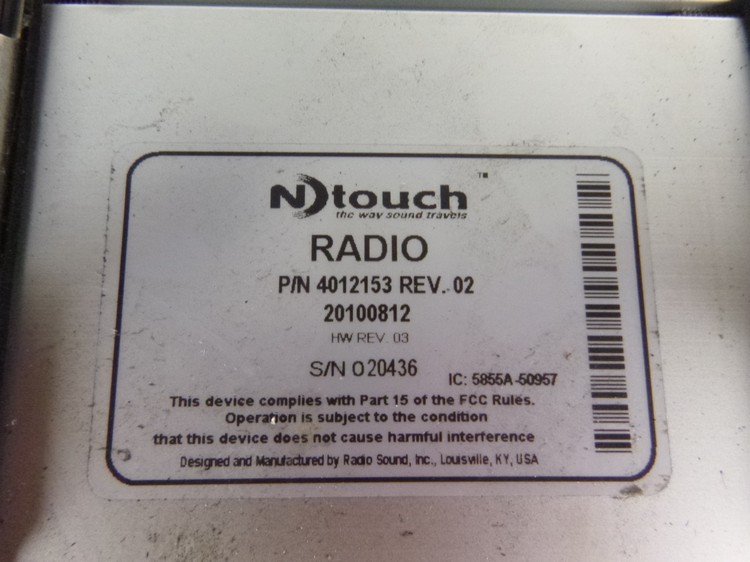 NDtouch™
the way sound travels
RADIO
P/N 4012153 REV. 02
20100812
HW REV. 03
S/N 020436
IC: 5855A-50957
This device complies with Part 15 of the FCC Rules.
Operation is subject to the condition
that this device does not cause harmful interference
Designed and Manufactured by Radio Sound, Inc., Louisville, KY, USA